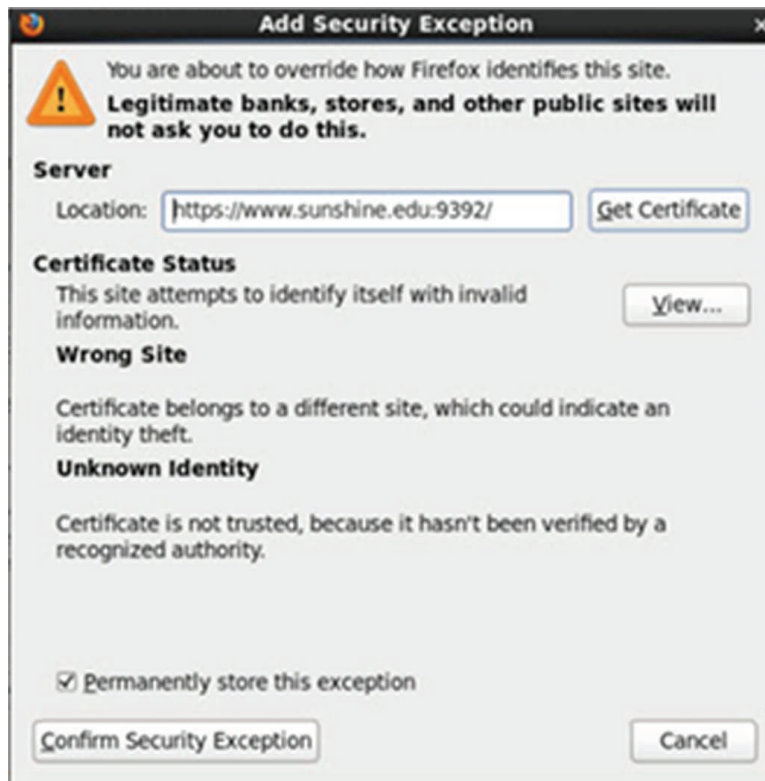 Add Security Exception
You are about to override how Firefox identifies this site.
Legitimate banks, stores, and other public sites will
not ask you to do this.
Server
Location: https://www.sunshine.edu:9392/ Get Certificate
Certificate Status
This site attempts to identify itself with invalid
information.
View...
Wrong Site
Certificate belongs to a different site, which could indicate an
identity theft.
Unknown Identity
Certificate is not trusted, because it hasn't been verified by a
recognized authority.
Permanently store this exception
Confirm Security Exception Cancel